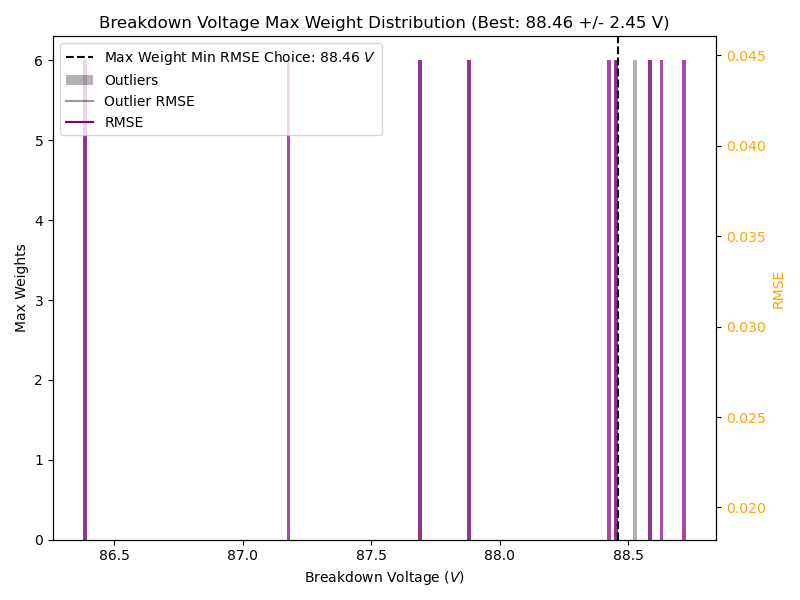 Breakdown Voltage Max Weight Distribution (Best: 88.46 +/- 2.45 V)
Max Weight Min RMSE Choice: 88.46 V
Outliers
Outlier RMSE
RMSE
6
5
4
3
2
1
0
Max Weights
0.045
0.040
0.035
0.030
0.025
0.020
RMSE
86.5 87.0 87.5 88.0 88.5
Breakdown Voltage (V)